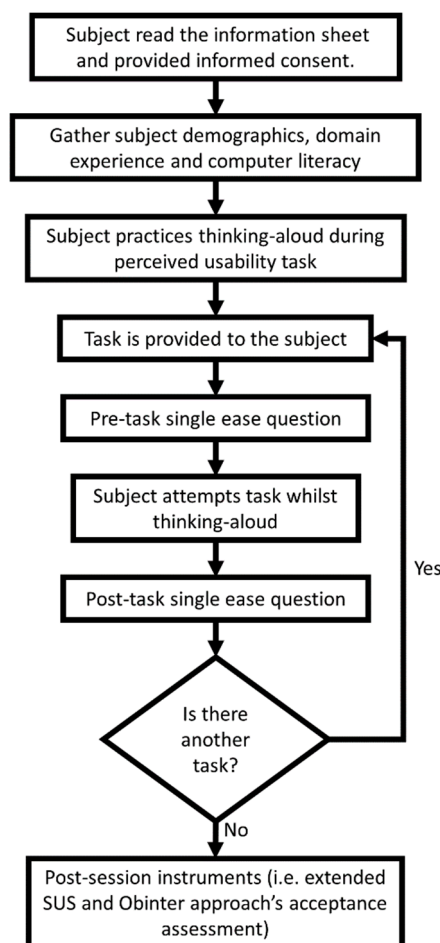 Subject read the information sheet
and provided informed consent.
Gather subject demographics, domain
experience and computer literacy
Subject practices thinking-aloud during
perceived usability task
Task is provided to the subject
Pre-task single ease question
Subject attempts task whilst
thinking-aloud
Post-task single ease question
Yes
Is there
another
task?
No
Post-session instruments (i.e. extended
SUS and Obinter approach's acceptance
assessment)